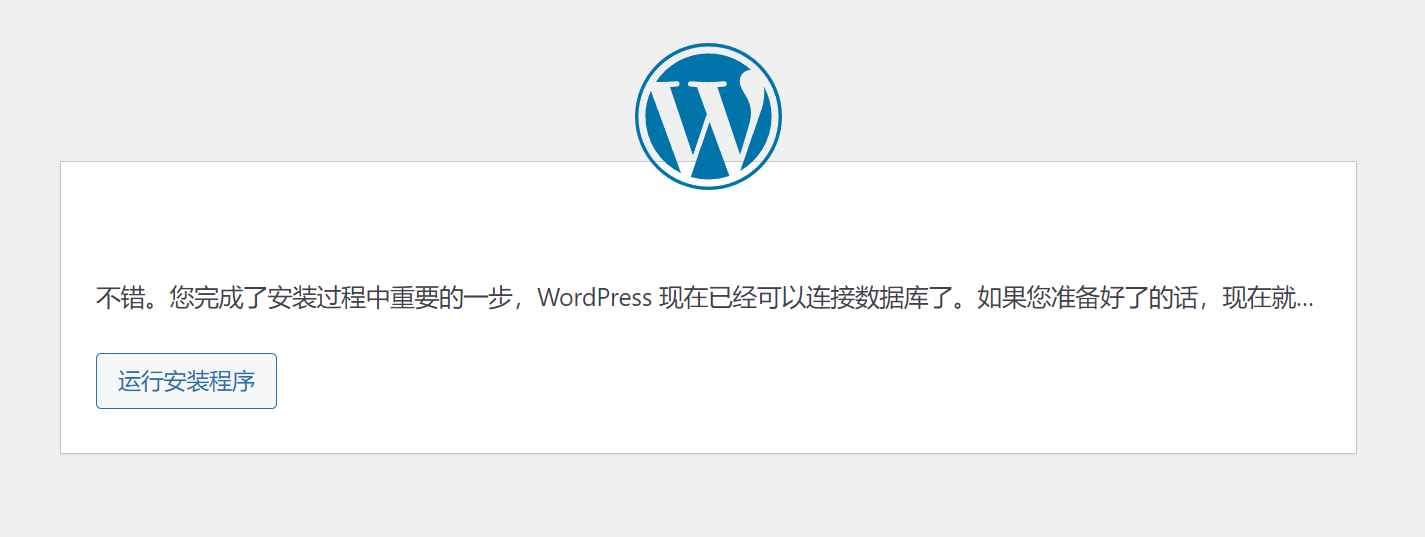 不错。您完成了安装过程中重要的一步，WordPress 现在已经可以连接数据库了。如果您准备好了的话，现在就…
运行安装程序